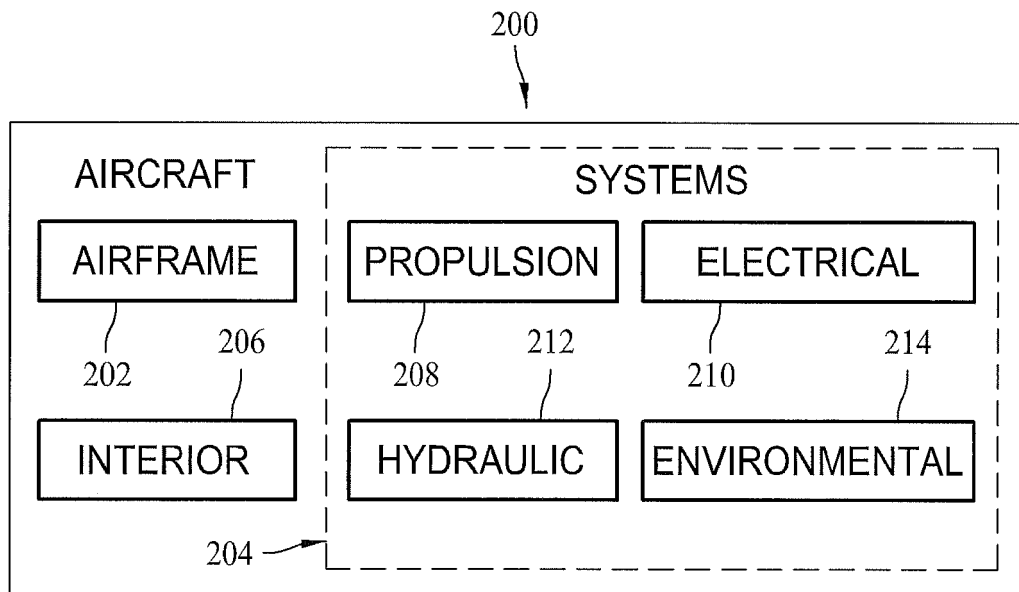 200
AIRCRAFT SYSTEMS
AIRFRAME PROPULSION ELECTRICAL
202 206 208 212 210 214
INTERIOR HYDRAULIC ENVIRONMENTAL
204